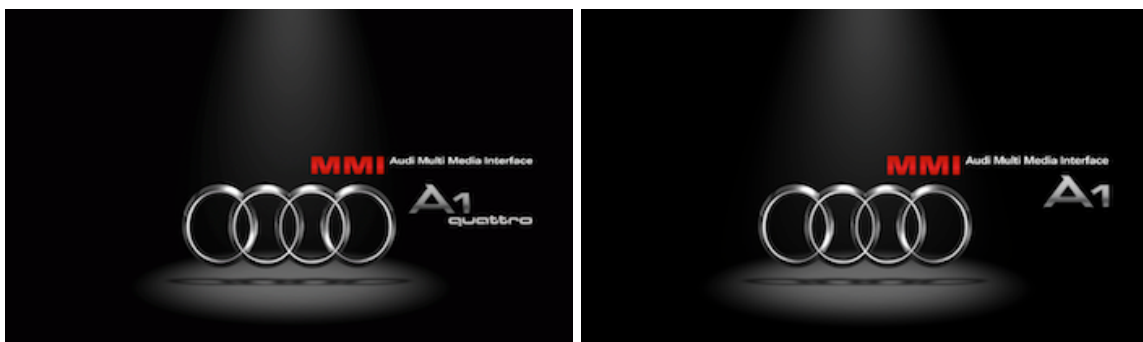 MMI Audi Multi Media Interface
A1
quattro
MMI Audi Multi Media Interface
A1